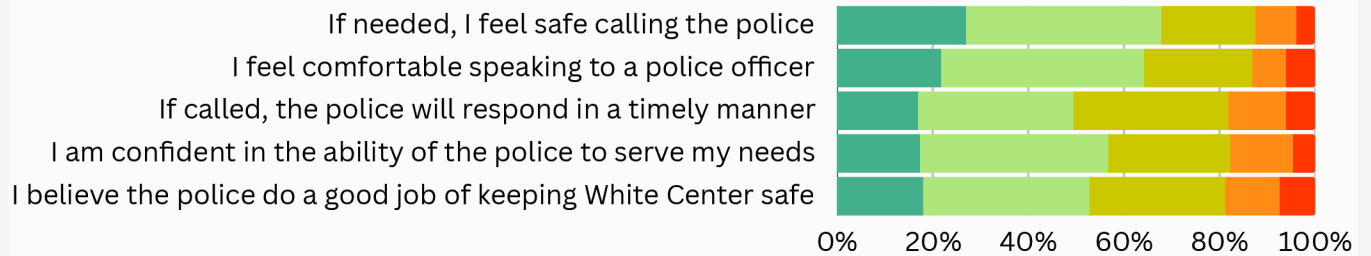 If needed, I feel safe calling the police
I feel comfortable speaking to a police officer
If called, the police will respond in a timely manner
I am confident in the ability of the police to serve my needs
I believe the police do a good job of keeping White Center safe
0% 20% 40% 60% 80% 100%